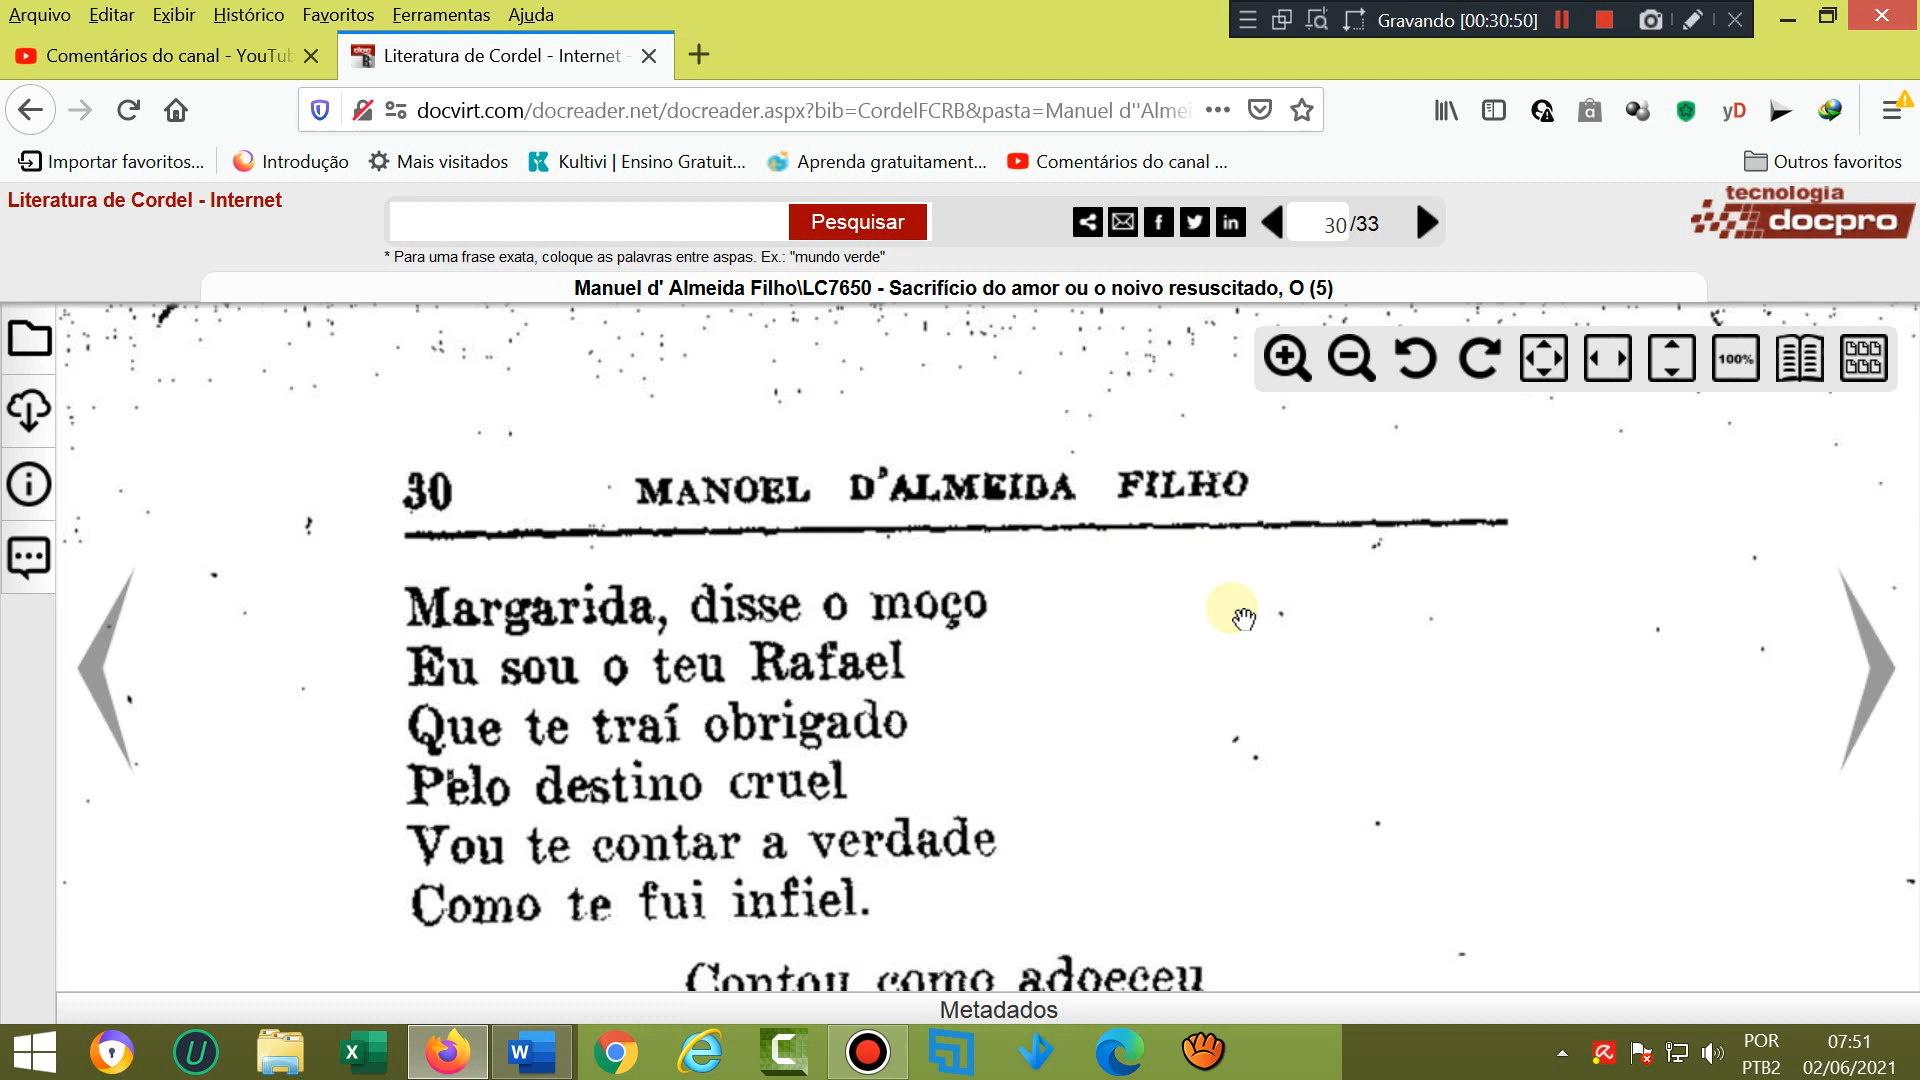 Arquivo Editar Exibir Histórico Favoritos Ferramentas Ajuda
Gravando [00:30:50]
Comentários do canal - YouTub
Literatura de Cordel - Internet -
docvirt.com/docreader.net/docreader.aspx?bib=CordelFCRB&pasta=Manuel d''Almei
yD
Importar favoritos... Introdução Mais visitados Kultivi | Ensino Gratuit... Aprenda gratuitament... Comentários do canal ... Outros favoritos
Literatura de Cordel - Internet
Pesquisar
30/33
tecnologia
docpro
* Para uma frase exata, coloque as palavras entre aspas. Ex.: "mundo verde"
Manuel d' Almeida Filho\LC7650 - Sacrifício do amor ou o noivo resuscitado, O (5)
100%
30 MANOEL D'ALMEIDA FILHO
Margarida, disse o moço
Eu sou o teu Rafael
Que te traí obrigado
Pelo destino cruel
Vou te contar a verdade
Como te fui infiel.
Contou como adoeceu
Metadados
POR
PTB2
07:51
02/06/2021